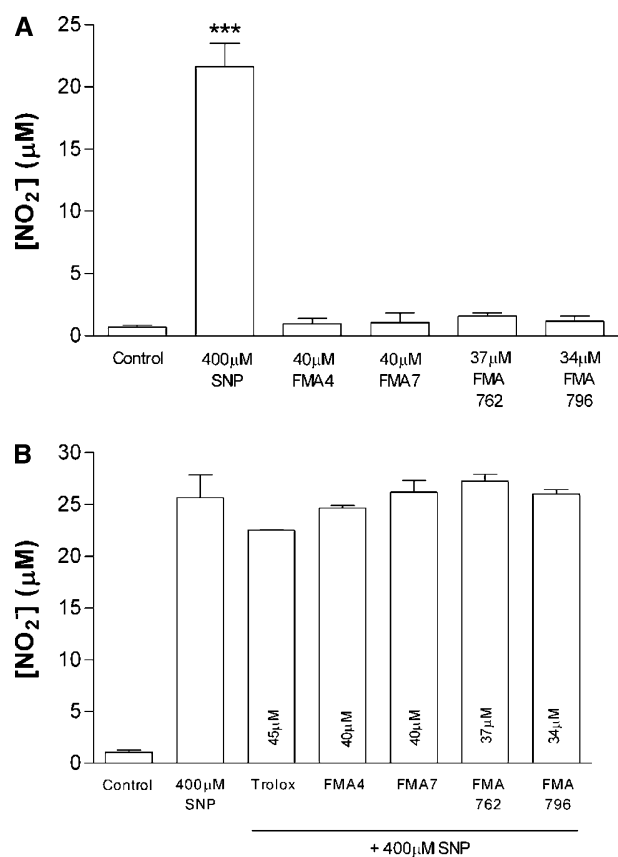 A
[NO₂⁻] (μM)
25
20
15
10
5
0
***
Control
400μM
SNP
40μM
FMA4
40μM
FMA7
37μM
FMA
762
34μM
FMA
796
B
[NO₂⁻] (μM)
30
25
20
15
10
5
0
45μM
40μM
40μM
37μM
34μM
Control
400μM
SNP
Trolox
FMA4
FMA7
FMA
762
FMA
796
+ 400μM SNP